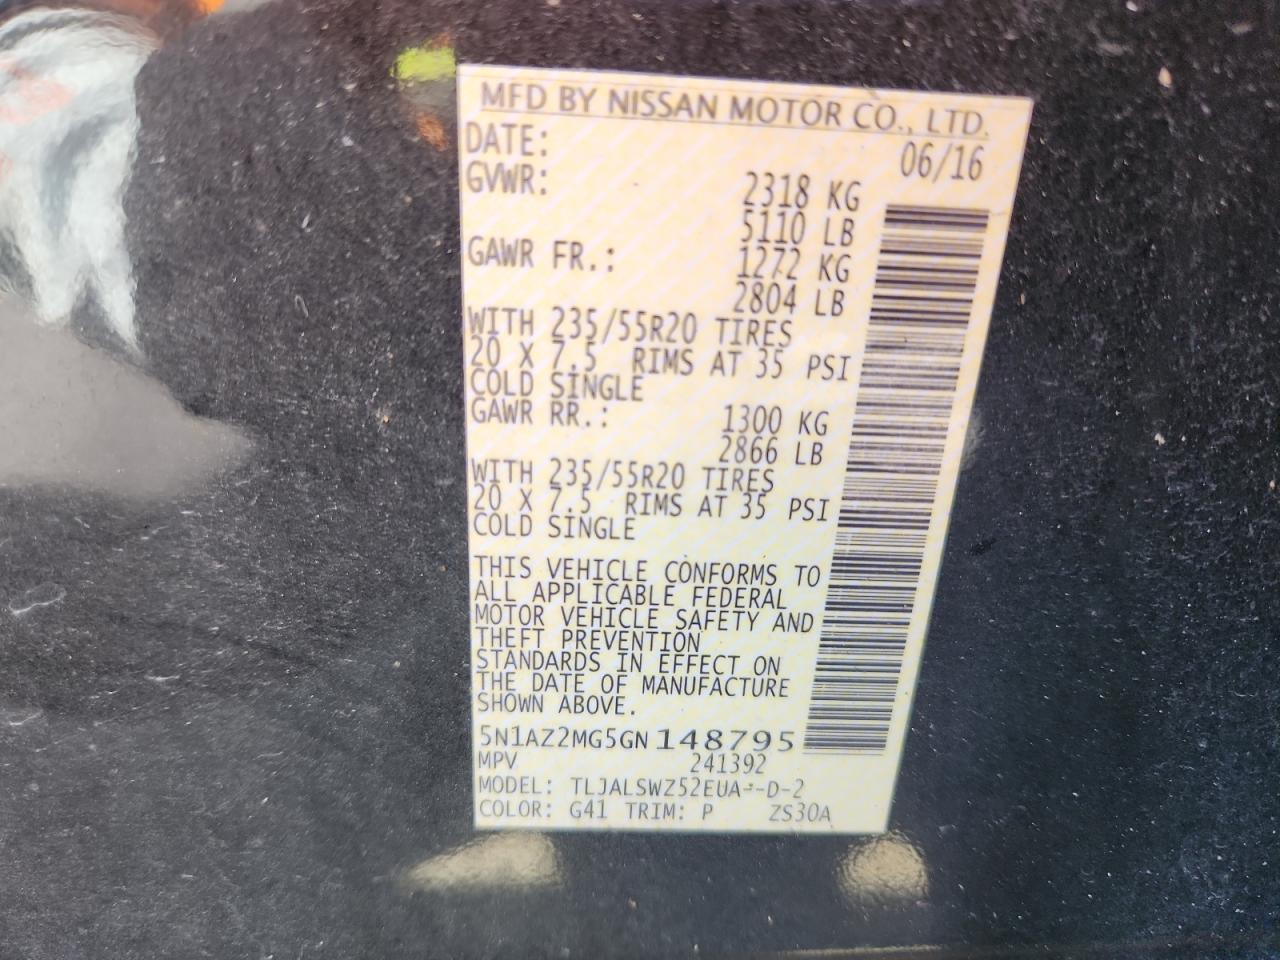 MFD BY NISSAN MOTOR CO., LTD.
DATE: 06/16
GVWR: 2318 KG
5110 LB
GAWR FR.: 1272 KG
2804 LB
WITH 235/55R20 TIRES
20 X 7.5 RIMS AT 35 PSI
COLD SINGLE
GAWR RR.: 1300 KG
2866 LB
WITH 235/55R20 TIRES
20 X 7.5 RIMS AT 35 PSI
COLD SINGLE
THIS VEHICLE CONFORMS TO
ALL APPLICABLE FEDERAL
MOTOR VEHICLE SAFETY AND
THEFT PREVENTION
STANDARDS IN EFFECT ON
THE DATE OF MANUFACTURE
SHOWN ABOVE.
5N1AZ2MG5GN148795
MPV 241392
MODEL: TLJALSWZ52EUA--D-2
COLOR: G41 TRIM: P ZS30A